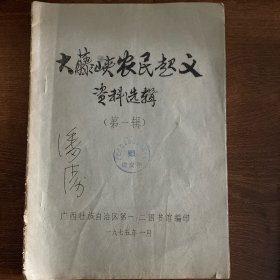 大藤峡农民起义
资料选辑
（第一辑）
广西壮族自治区第一、二图书馆编印
一九七五年一月